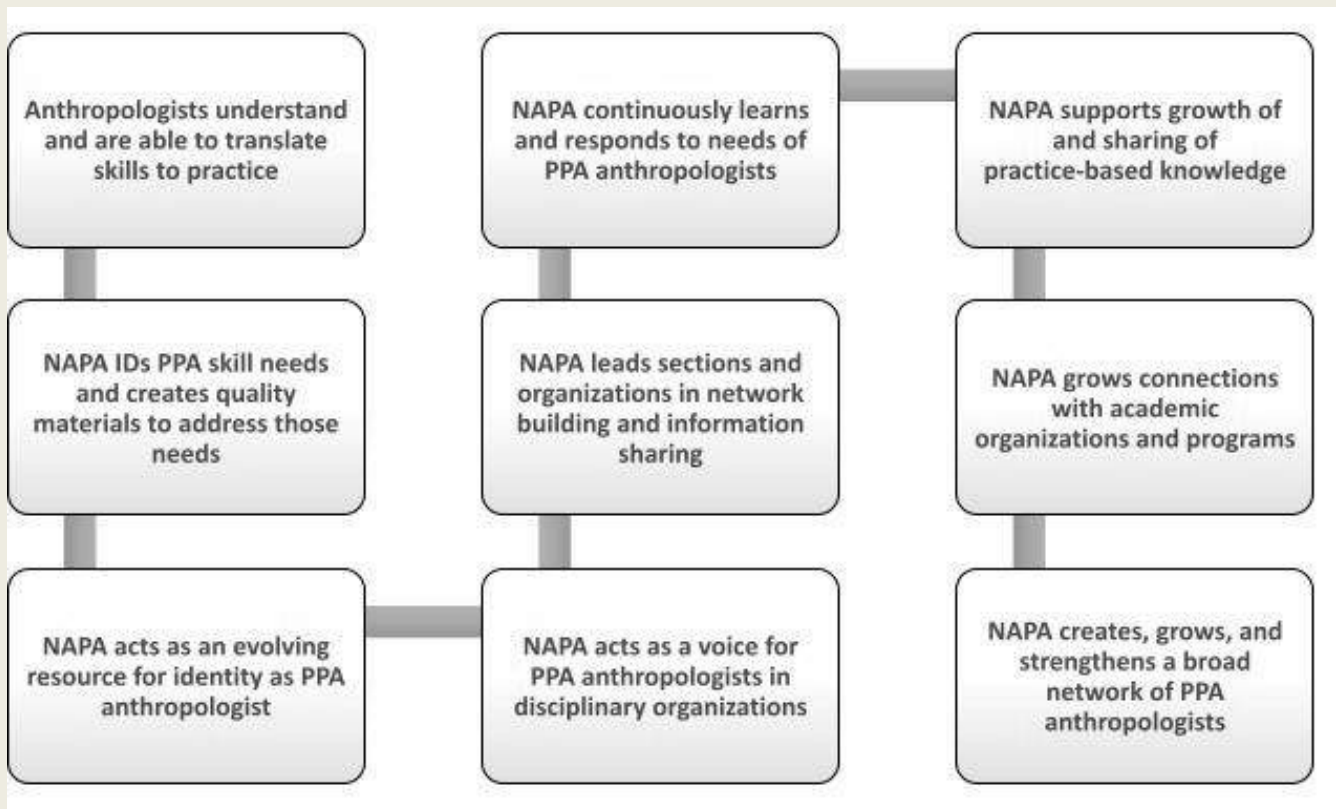 Anthropologists understand
and are able to translate
skills to practice
NAPA IDs PPA skill needs
and creates quality
materials to address those
needs
NAPA acts as an evolving
resource for identity as PPA
anthropologist
NAPA acts as a voice for
PPA anthropologists in
disciplinary organizations
NAPA leads sections and
organizations in network
building and information
sharing
NAPA continuously learns
and responds to needs of
PPA anthropologists
NAPA supports growth of
and sharing of
practice-based knowledge
NAPA grows connections
with academic
organizations and programs
NAPA creates, grows, and
strengthens a broad
network of PPA
anthropologists